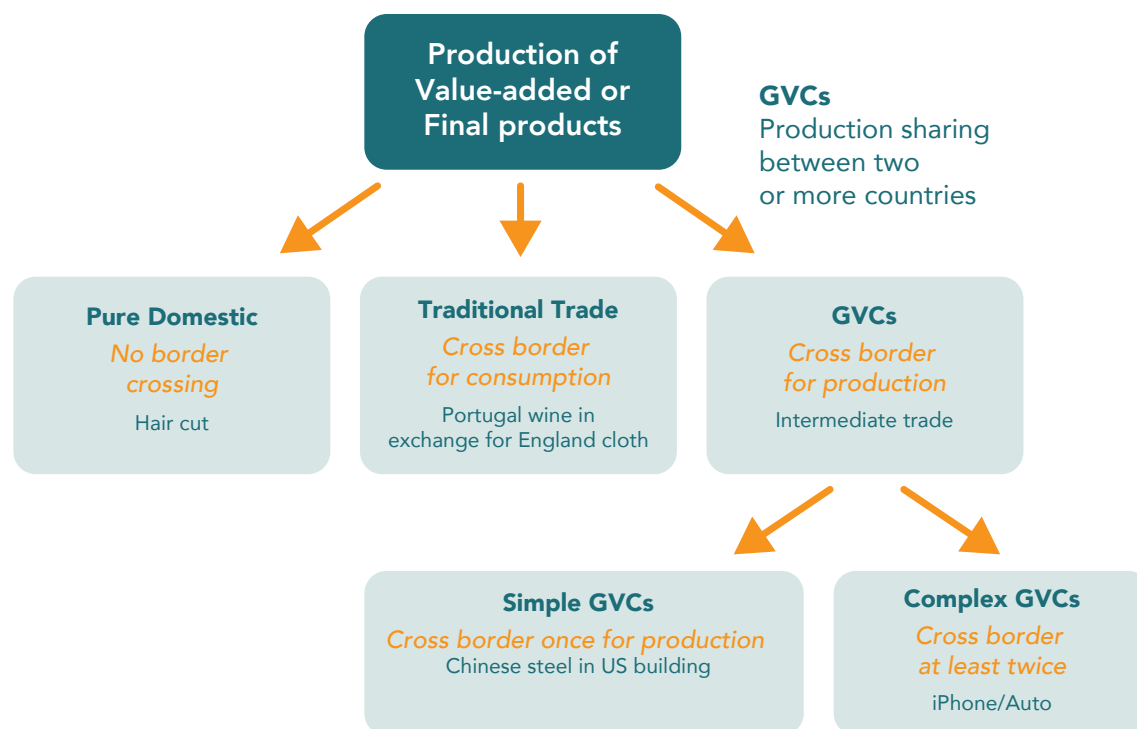 Production of
Value-added or
Final products
GVCs
Production sharing
between two
or more countries
Pure Domestic
No border
crossing
Hair cut
Traditional Trade
Cross border
for consumption
Portugal wine in
exchange for England cloth
GVCs
Cross border
for production
Intermediate trade
Simple GVCs
Cross border once for production
Chinese steel in US building
Complex GVCs
Cross border
at least twice
iPhone/Auto